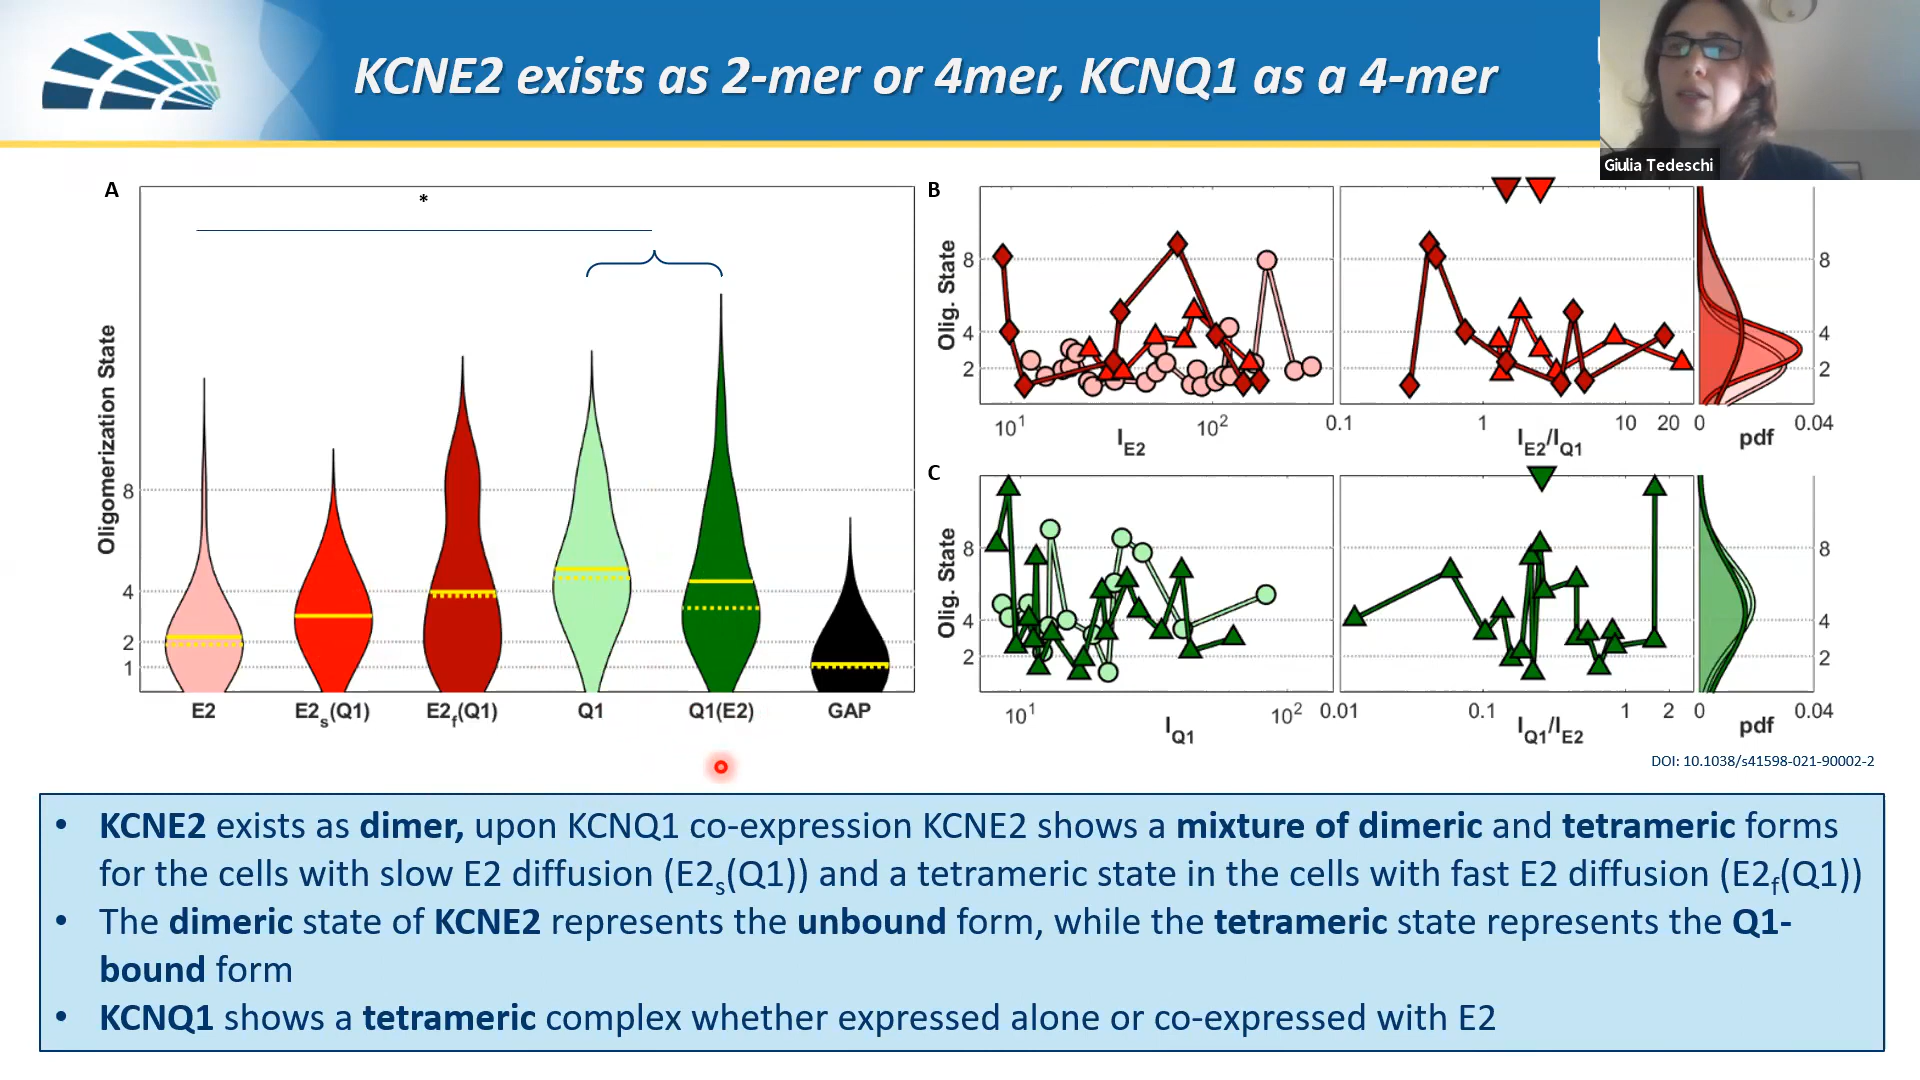 KCNE2 exists as 2-mer or 4mer, KCNQ1 as a 4-mer
Giulia Tedeschi
A
*
Oligomerization State
8
4
2
1
E2
E2s(Q1)
E2f(Q1)
Q1
Q1(E2)
GAP
B
Olig. State
8
4
2
10^1
10^2
I_E2
0.1
1
10
20
I_E2/I_Q1
8
4
2
0
0.04
pdf
C
Olig. State
8
4
2
10^1
10^2
I_Q1
0.01
0.1
1
2
I_Q1/I_E2
8
4
2
0
0.04
pdf
DOI: 10.1038/s41598-021-90002-2
• KCNE2 exists as dimer, upon KCNQ1 co-expression KCNE2 shows a mixture of dimeric and tetrameric forms
for the cells with slow E2 diffusion (E2s(Q1)) and a tetrameric state in the cells with fast E2 diffusion (E2f(Q1))
• The dimeric state of KCNE2 represents the unbound form, while the tetrameric state represents the Q1-
bound form
• KCNQ1 shows a tetrameric complex whether expressed alone or co-expressed with E2